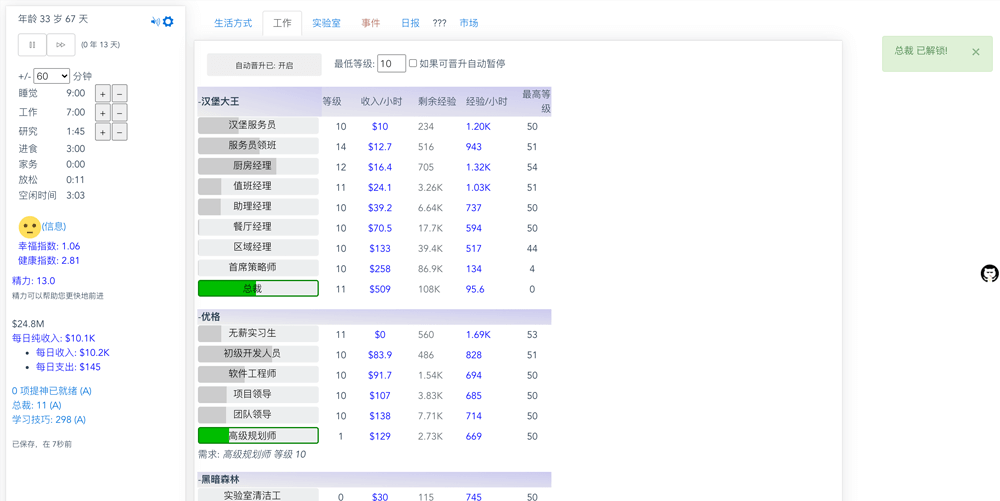 年龄 33 岁 67 天
(0 年 13 天)
+/- 60 分钟
睡觉 9:00 + −
工作 7:00 + −
研究 1:45 + −
进食 3:00
家务 0:00
放松 0:11
空闲时间 3:03
(信息)
幸福指数: 1.06
健康指数: 2.81
精力: 13.0
精力可以帮助您更快地前进
$24.8M
每日纯收入: $10.1K
每日收入: $10.2K
每日支出: $145
0 项提神已就绪 (A)
总裁: 11 (A)
学习技巧: 298 (A)
已保存，在 7秒前
生活方式 工作 实验室 事件 日报 ??? 市场
自动晋升已: 开启 最低等级: 10 如果可晋升自动暂停
-汉堡大王 等级 收入/小时 剩余经验 经验/小时 最高等级
汉堡服务员 10 $10 234 1.20K 50
服务员领班 14 $12.7 516 943 51
厨房经理 12 $16.4 705 1.32K 54
值班经理 11 $24.1 3.26K 1.03K 51
助理经理 10 $39.2 6.64K 737 50
餐厅经理 10 $70.5 17.7K 594 50
区域经理 10 $133 39.4K 517 44
首席策略师 10 $258 86.9K 134 4
总裁 11 $509 108K 95.6 0
-优格
无薪实习生 11 $0 560 1.69K 53
初级开发人员 10 $83.9 486 828 51
软件工程师 10 $91.7 1.54K 694 50
项目领导 10 $107 3.83K 685 50
团队领导 10 $138 7.71K 714 50
高级规划师 1 $129 2.73K 669 50
需求: 高级规划师 等级 10
-黑暗森林
实验室清洁工 0 $30 115 745 50
总裁 已解锁! ×